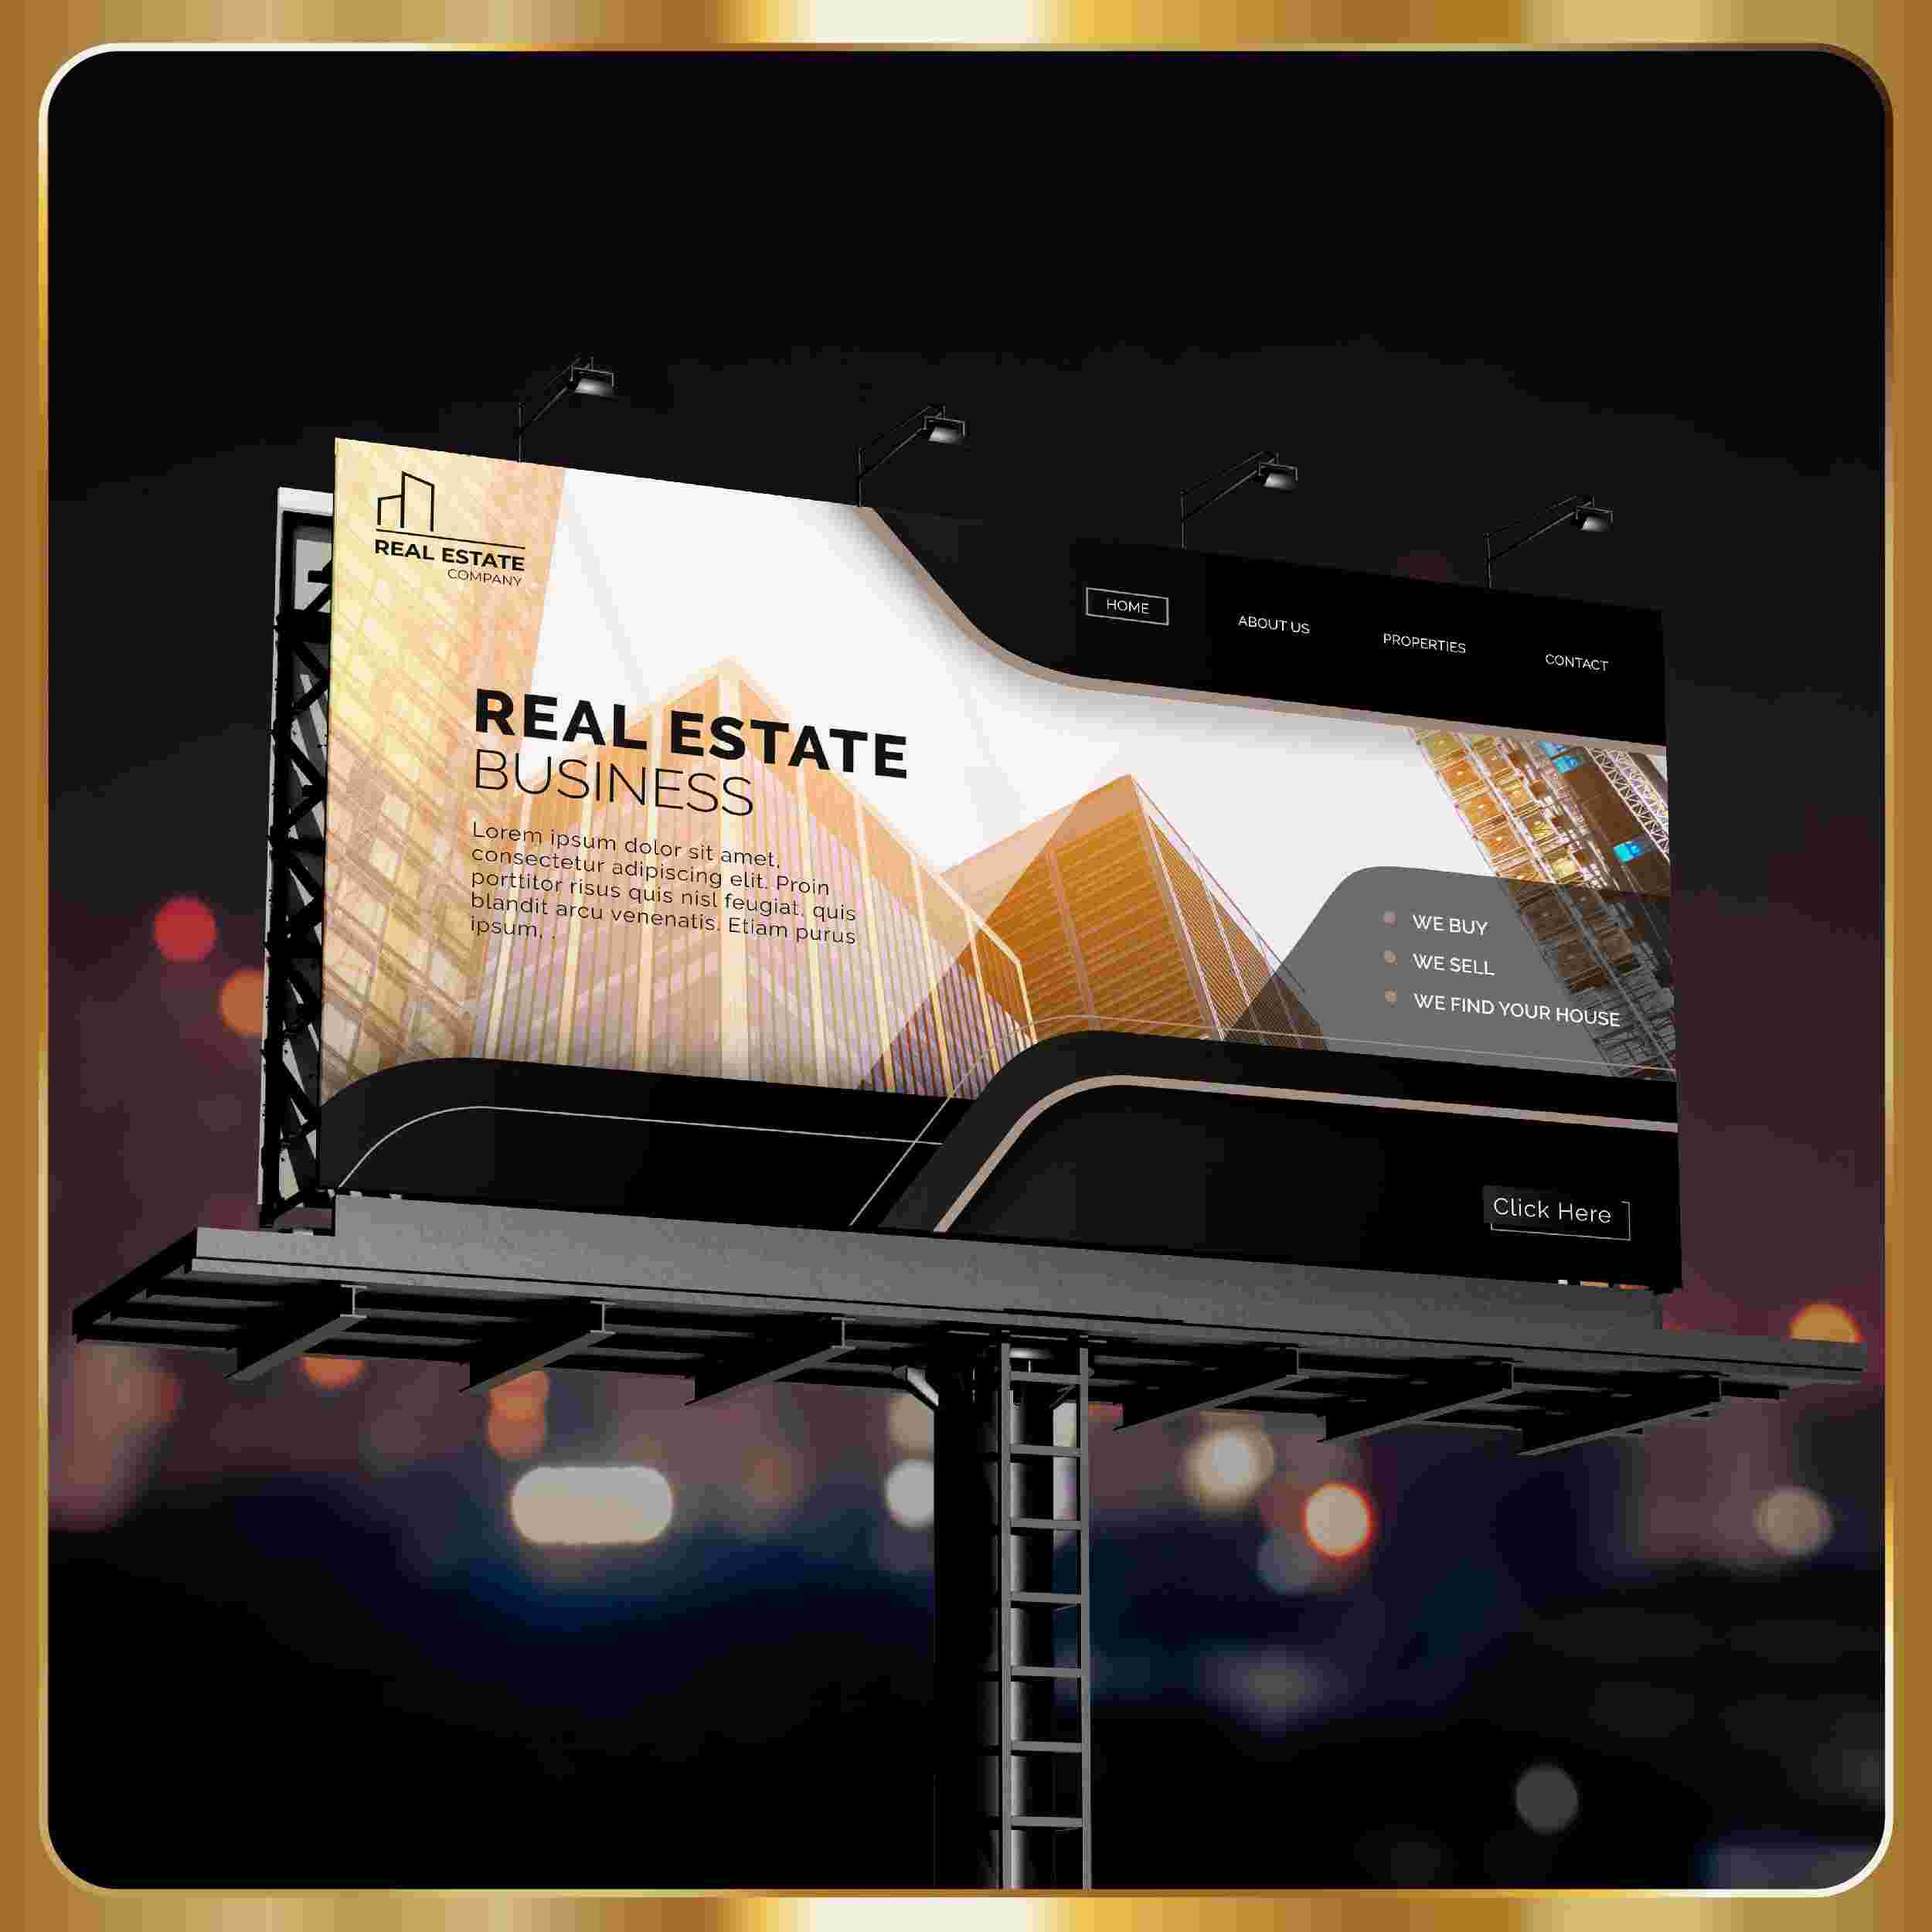 REAL ESTATE
COMPANY
HOME
ABOUT US
PROPERTIES
CONTACT
REAL ESTATE
BUSINESS
Lorem ipsum dolor sit amet,
consectetur adipiscing elit. Proin
porttitor risus quis nisl feugiat, quis
blandit arcu venenatis. Etiam purus
ipsum, .
WE BUY
WE SELL
WE FIND YOUR HOUSE
Click Here